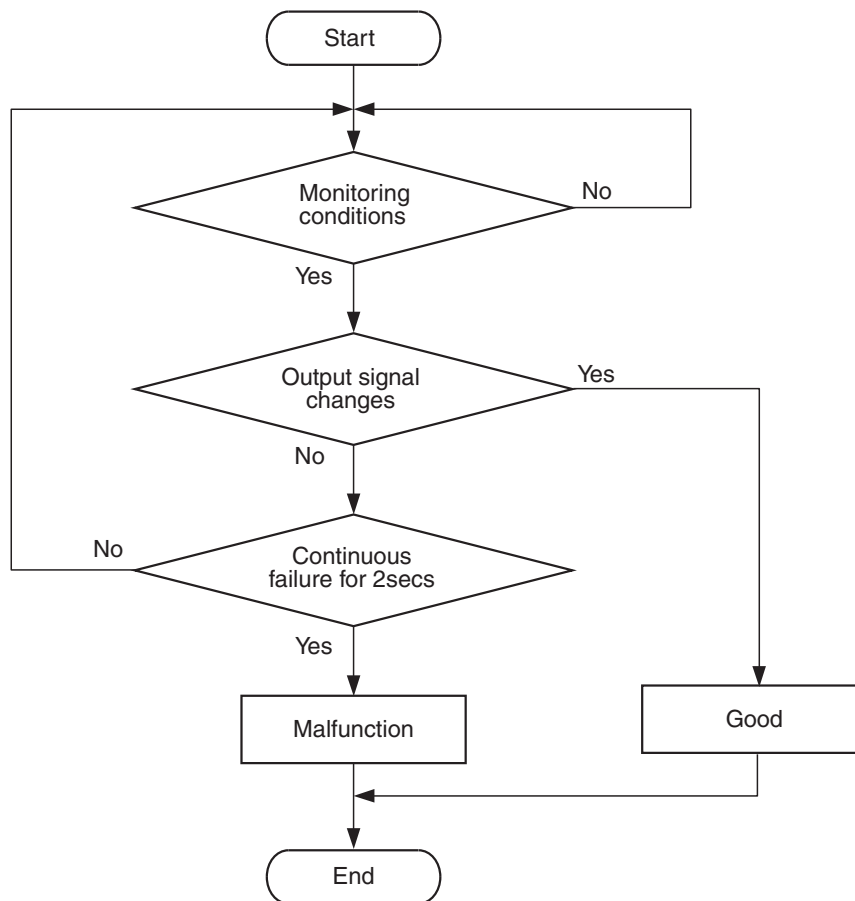 Start
Monitoring
conditions
No
Yes
Output signal
changes
Yes
No
Continuous
failure for 2secs
No
Yes
Malfunction
Good
End